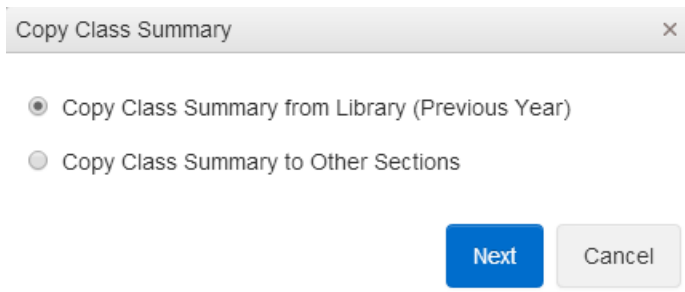 Copy Class Summary
Copy Class Summary from Library (Previous Year)
Copy Class Summary to Other Sections
Next Cancel